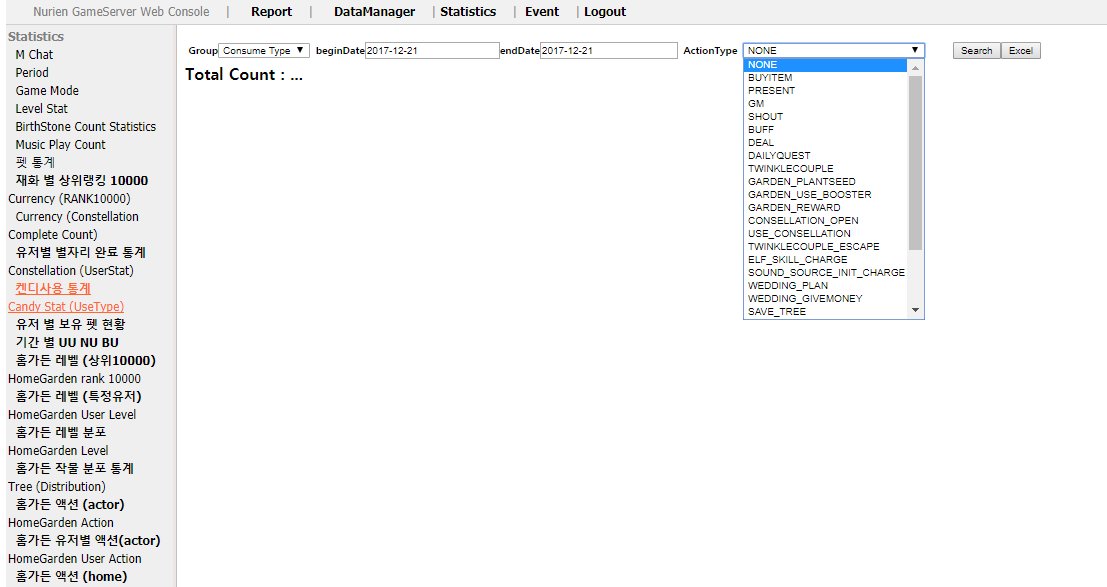 Nurien GameServer Web Console | Report | DataManager | Statistics | Event | Logout
Statistics
M Chat
Period
Game Mode
Level Stat
BirthStone Count Statistics
Music Play Count
펫 통계
재화 별 상위랭킹 10000
Currency (RANK10000)
Currency (Constellation
Complete Count)
유저별 별자리 완료 통계
Constellation (UserStat)
캔디사용 통계
Candy Stat (UseType)
유저 별 보유 펫 현황
기간 별 UU NU BU
홈가든 레벨 (상위10000)
HomeGarden rank 10000
홈가든 레벨 (특정유저)
HomeGarden User Level
홈가든 레벨 분포
HomeGarden Level
홈가든 작물 분포 통계
Tree (Distribution)
홈가든 액션 (actor)
HomeGarden Action
홈가든 유저별 액션(actor)
HomeGarden User Action
홈가든 액션 (home)
Group Consume Type ▼ beginDate 2017-12-21 endDate 2017-12-21 ActionType NONE ▼ Search Excel
Total Count : ...
NONE
BUYITEM
PRESENT
GM
SHOUT
BUFF
DEAL
DAILYQUEST
TWINKLECOUPLE
GARDEN_PLANTSEED
GARDEN_USE_BOOSTER
GARDEN_REWARD
CONSELLATION_OPEN
USE_CONSELLATION
TWINKLECOUPLE_ESCAPE
ELF_SKILL_CHARGE
SOUND_SOURCE_INIT_CHARGE
WEDDING_PLAN
WEDDING_GIVEMONEY
SAVE_TREE